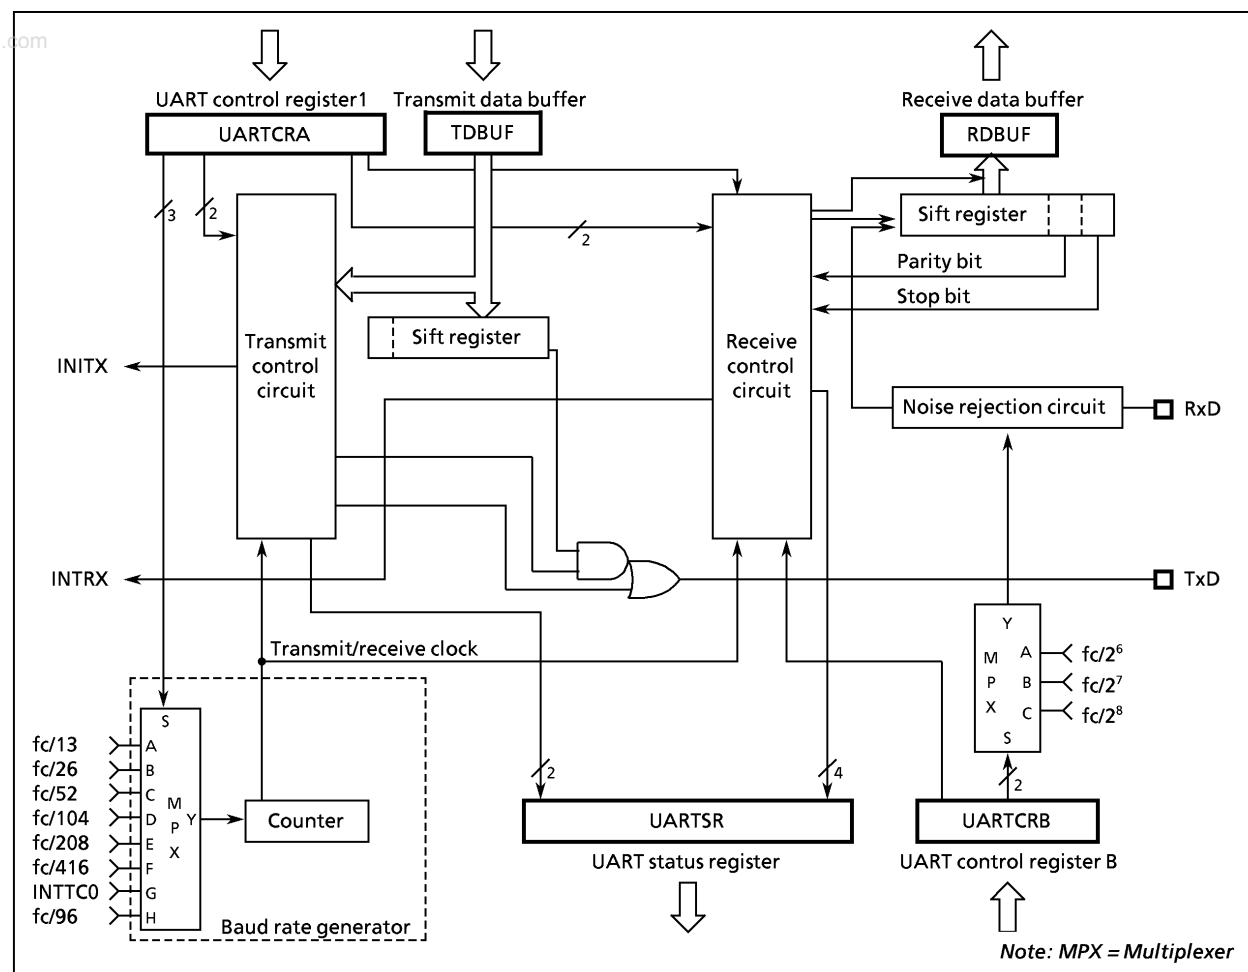 .com
UART control register1
Transmit data buffer
Receive data buffer
UARTCRA
TDBUF
RDBUF
3
2
2
Sift register
Parity bit
Stop bit
Transmit
control
circuit
Sift register
Receive
control
circuit
INITX
Noise rejection circuit
RxD
INTRX
TxD
Transmit/receive clock
Y
M
P
X
A
B
C
S
fc/2⁶
fc/2⁷
fc/2⁸
2
4
2
S
fc/13
A
fc/26
B
fc/52
C
fc/104
D
fc/208
E
fc/416
F
INTTC0
G
fc/96
H
M
P
X
Y
Counter
Baud rate generator
UARTSR
UART status register
UARTCRB
UART control register B
Note: MPX = Multiplexer